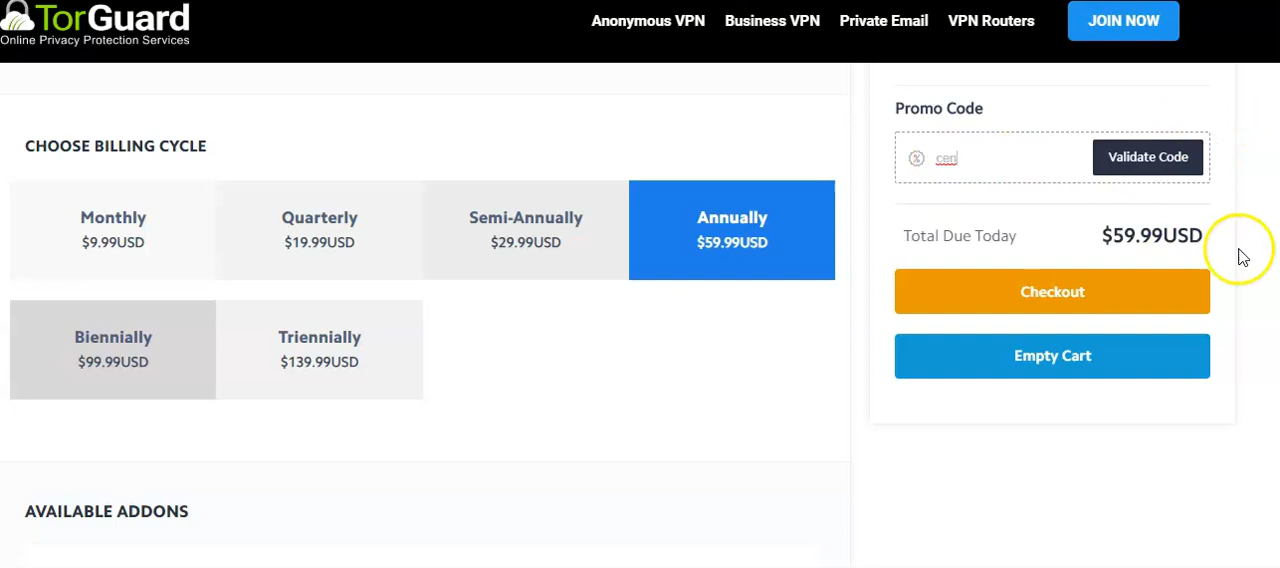 TorGuard
Online Privacy Protection Services
Anonymous VPN Business VPN Private Email VPN Routers JOIN NOW
CHOOSE BILLING CYCLE
Monthly
$9.99USD
Quarterly
$19.99USD
Semi-Annually
$29.99USD
Annually
$59.99USD
Biennially
$99.99USD
Triennially
$139.99USD
AVAILABLE ADDONS
Promo Code
cen
Validate Code
Total Due Today $59.99USD
Checkout
Empty Cart